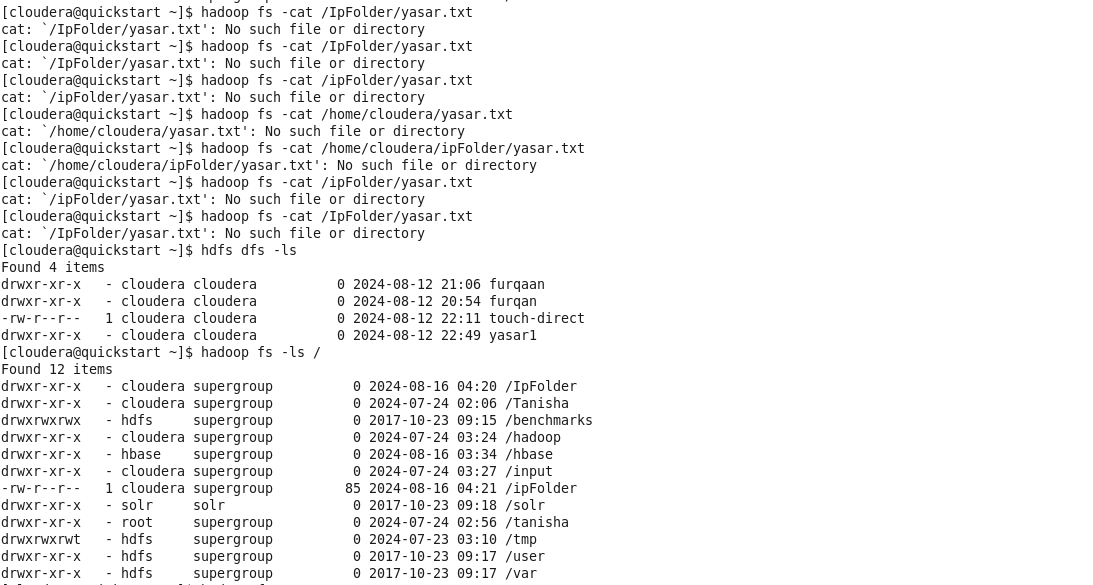 [cloudera@quickstart ~]$ hadoop fs -cat /IpFolder/yasar.txt
cat: `/IpFolder/yasar.txt': No such file or directory
[cloudera@quickstart ~]$ hadoop fs -cat /IpFolder/yasar.txt
cat: `/IpFolder/yasar.txt': No such file or directory
[cloudera@quickstart ~]$ hadoop fs -cat /ipFolder/yasar.txt
cat: `/ipFolder/yasar.txt': No such file or directory
[cloudera@quickstart ~]$ hadoop fs -cat /home/cloudera/yasar.txt
cat: `/home/cloudera/yasar.txt': No such file or directory
[cloudera@quickstart ~]$ hadoop fs -cat /home/cloudera/ipFolder/yasar.txt
cat: `/home/cloudera/ipFolder/yasar.txt': No such file or directory
[cloudera@quickstart ~]$ hadoop fs -cat /ipFolder/yasar.txt
cat: `/ipFolder/yasar.txt': No such file or directory
[cloudera@quickstart ~]$ hadoop fs -cat /IpFolder/yasar.txt
cat: `/IpFolder/yasar.txt': No such file or directory
[cloudera@quickstart ~]$ hdfs dfs -ls
Found 4 items
drwxr-xr-x   - cloudera cloudera          0 2024-08-12 21:06 furqaan
drwxr-xr-x   - cloudera cloudera          0 2024-08-12 20:54 furqan
-rw-r--r--   1 cloudera cloudera          0 2024-08-12 22:11 touch-direct
drwxr-xr-x   - cloudera cloudera          0 2024-08-12 22:49 yasar1
[cloudera@quickstart ~]$ hadoop fs -ls /
Found 12 items
drwxr-xr-x   - cloudera supergroup          0 2024-08-16 04:20 /IpFolder
drwxr-xr-x   - cloudera supergroup          0 2024-07-24 02:06 /Tanisha
drwxrwxrwx   - hdfs     supergroup          0 2017-10-23 09:15 /benchmarks
drwxr-xr-x   - cloudera supergroup          0 2024-07-24 03:24 /hadoop
drwxr-xr-x   - hbase    supergroup          0 2024-08-16 03:34 /hbase
drwxr-xr-x   - cloudera supergroup          0 2024-07-24 03:27 /input
-rw-r--r--   1 cloudera supergroup         85 2024-08-16 04:21 /ipFolder
drwxr-xr-x   - solr     solr                0 2017-10-23 09:18 /solr
drwxr-xr-x   - root     supergroup          0 2024-07-24 02:56 /tanisha
drwxrwxrwt   - hdfs     supergroup          0 2024-07-23 03:10 /tmp
drwxr-xr-x   - hdfs     supergroup          0 2017-10-23 09:17 /user
drwxr-xr-x   - hdfs     supergroup          0 2017-10-23 09:17 /var